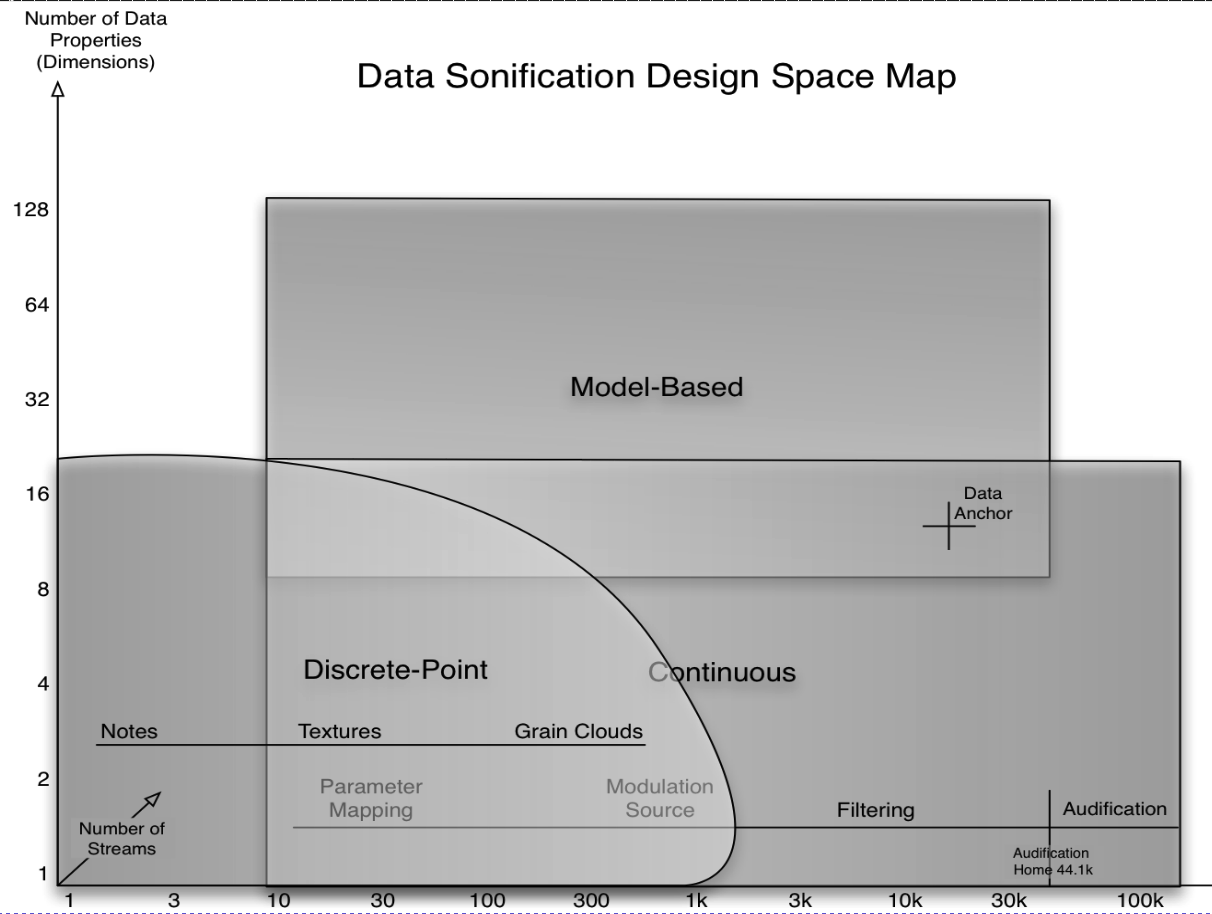 Number of Data
Properties
(Dimensions)
Data Sonification Design Space Map
128
64
Model-Based
32
16
Data
Anchor
8
Discrete-Point
Continuous
4
Notes
Textures
Grain Clouds
2
Parameter
Mapping
Modulation
Source
Filtering
Audification
Number of
Streams
Audification
Home 44.1k
1
1 3 10 30 100 300 1k 3k 10k 30k 100k